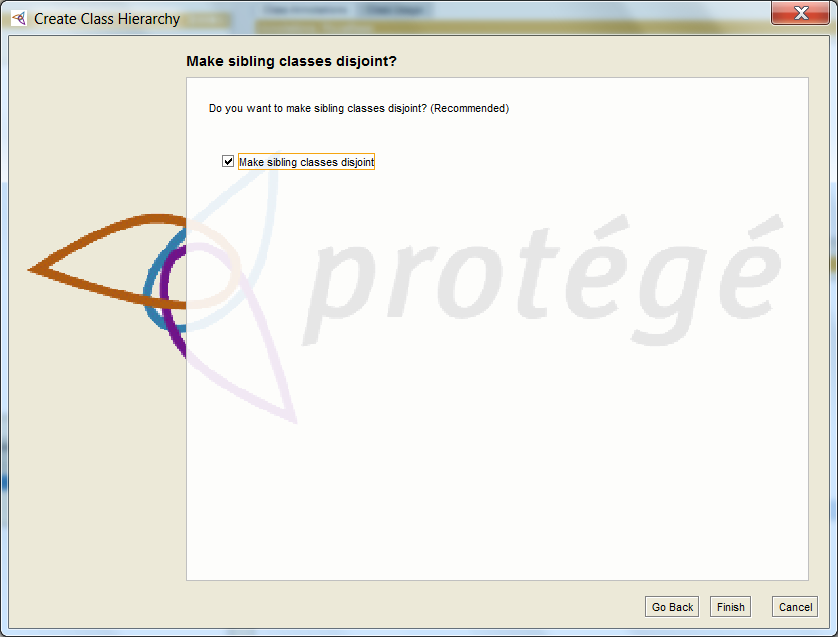 Create Class Hierarchy
Make sibling classes disjoint?
Do you want to make sibling classes disjoint? (Recommended)
Make sibling classes disjoint
protégé
Go Back
Finish
Cancel